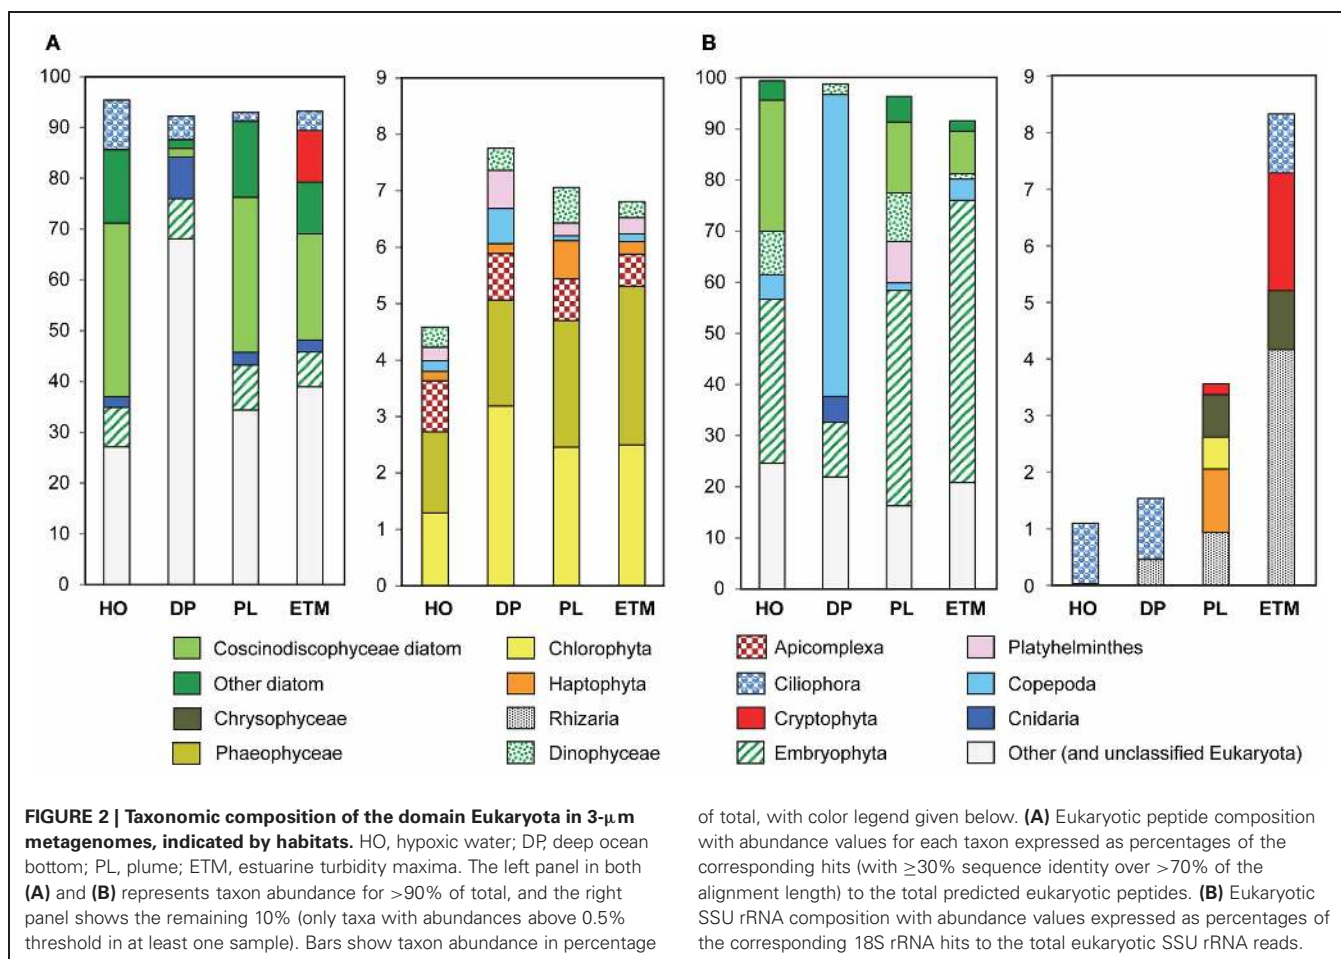 A
B
100
90
80
70
60
50
40
30
20
10
0
HO DP PL ETM
9
8
7
6
5
4
3
2
1
0
HO DP PL ETM
100
90
80
70
60
50
40
30
20
10
0
HO DP PL ETM
9
8
7
6
5
4
3
2
1
0
HO DP PL ETM
Coscinodiscophyceae diatom
Other diatom
Chrysophyceae
Phaeophyceae
Chlorophyta
Haptophyta
Rhizaria
Dinophyceae
Apicomplexa
Ciliophora
Cryptophyta
Embryophyta
Platyhelminthes
Copepoda
Cnidaria
Other (and unclassified Eukaryota)
FIGURE 2 | Taxonomic composition of the domain Eukaryota in 3-μm
metagenomes, indicated by habitats. HO, hypoxic water; DP, deep ocean
bottom; PL, plume; ETM, estuarine turbidity maxima. The left panel in both
(A) and (B) represents taxon abundance for >90% of total, and the right
panel shows the remaining 10% (only taxa with abundances above 0.5%
threshold in at least one sample). Bars show taxon abundance in percentage
of total, with color legend given below. (A) Eukaryotic peptide composition
with abundance values for each taxon expressed as percentages of the
corresponding hits (with ≥30% sequence identity over >70% of the
alignment length) to the total predicted eukaryotic peptides. (B) Eukaryotic
SSU rRNA composition with abundance values expressed as percentages of
the corresponding 18S rRNA hits to the total eukaryotic SSU rRNA reads.